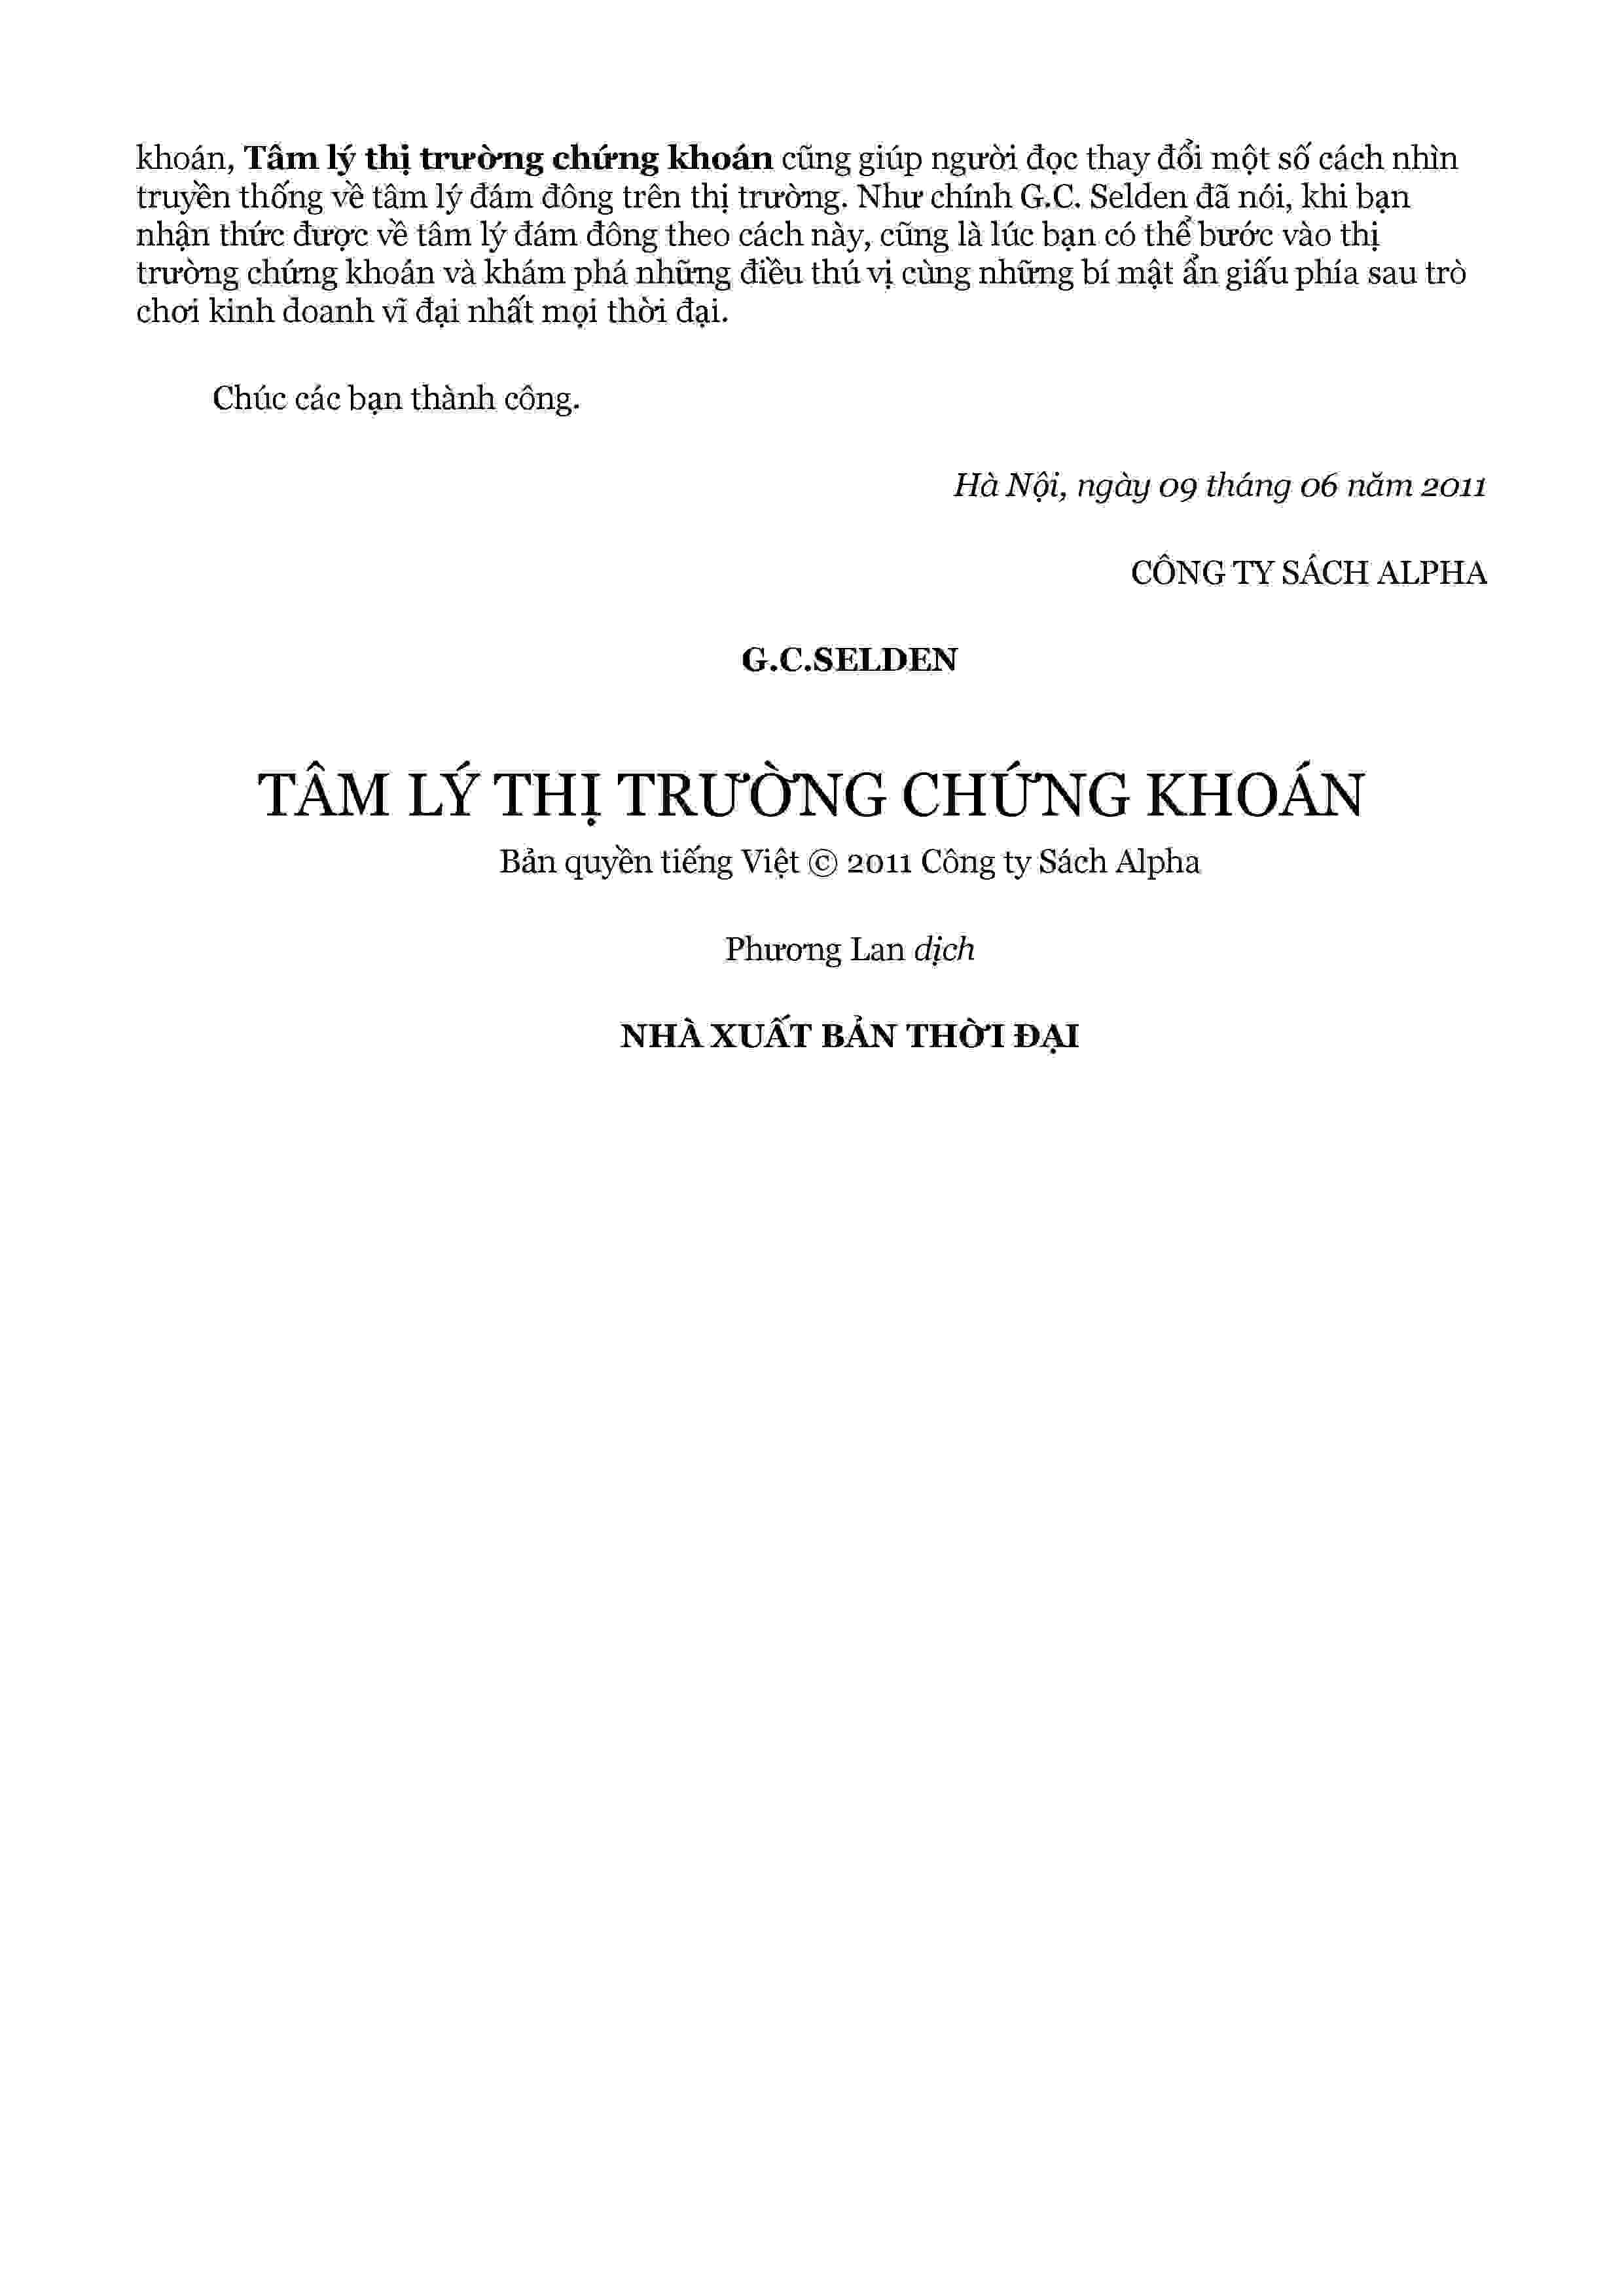 khoán, Tâm lý thị trường chứng khoán cũng giúp người đọc thay đổi một số cách nhìn
truyền thống về tâm lý đám đông trên thị trường. Như chính G.C. Selden đã nói, khi bạn
nhận thức được về tâm lý đám đông theo cách này, cũng là lúc bạn có thể bước vào thị
trường chứng khoán và khám phá những điều thú vị cùng những bí mật ẩn giấu phía sau trò
chơi kinh doanh vĩ đại nhất mọi thời đại.
Chúc các bạn thành công.
Hà Nội, ngày 09 tháng 06 năm 2011
CÔNG TY SÁCH ALPHA
G.C.SELDEN
TÂM LÝ THỊ TRƯỜNG CHỨNG KHOÁN
Bản quyền tiếng Việt © 2011 Công ty Sách Alpha
Phương Lan dịch
NHÀ XUẤT BẢN THỜI ĐẠI